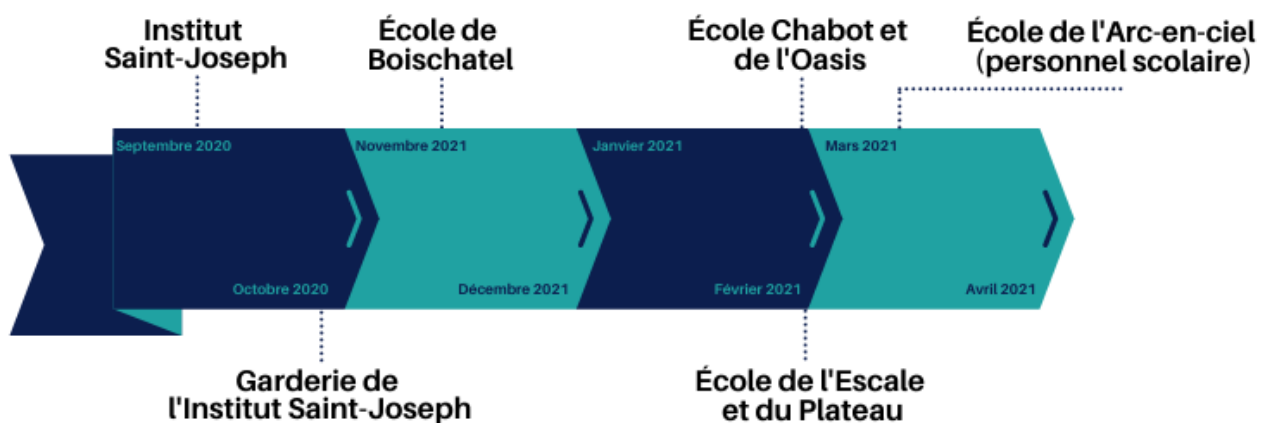 Institut
Saint-Joseph
École de
Boischatel
École Chabot et
de l'Oasis
École de l'Arc-en-ciel
(personnel scolaire)
Septembre 2020
Novembre 2021
Janvier 2021
Mars 2021
Octobre 2020
Décembre 2021
Février 2021
Avril 2021
Garderie de
l'Institut Saint-Joseph
École de l'Escale
et du Plateau